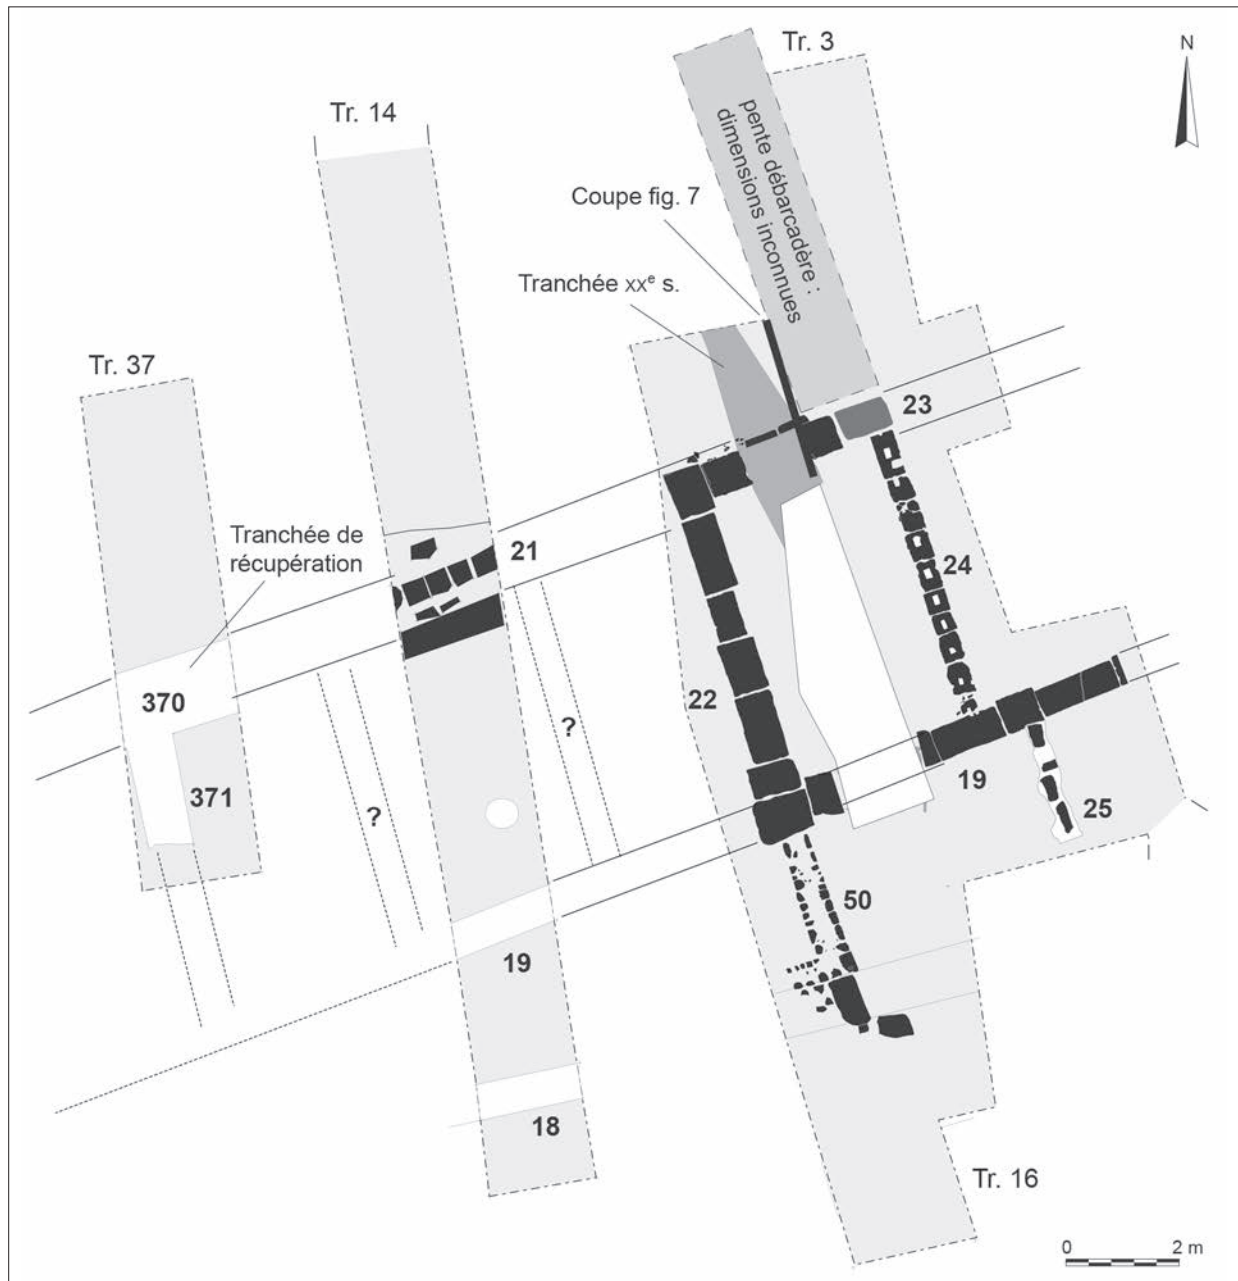 Tr. 3
N
Tr. 14
pente débarcadère :
dimensions inconnues
Coupe fig. 7
Tranchée xxᵉ s.
Tr. 37
23
Tranchée de
récupération
21
24
370
22
?
371
?
19
25
50
19
18
Tr. 16
0 2 m